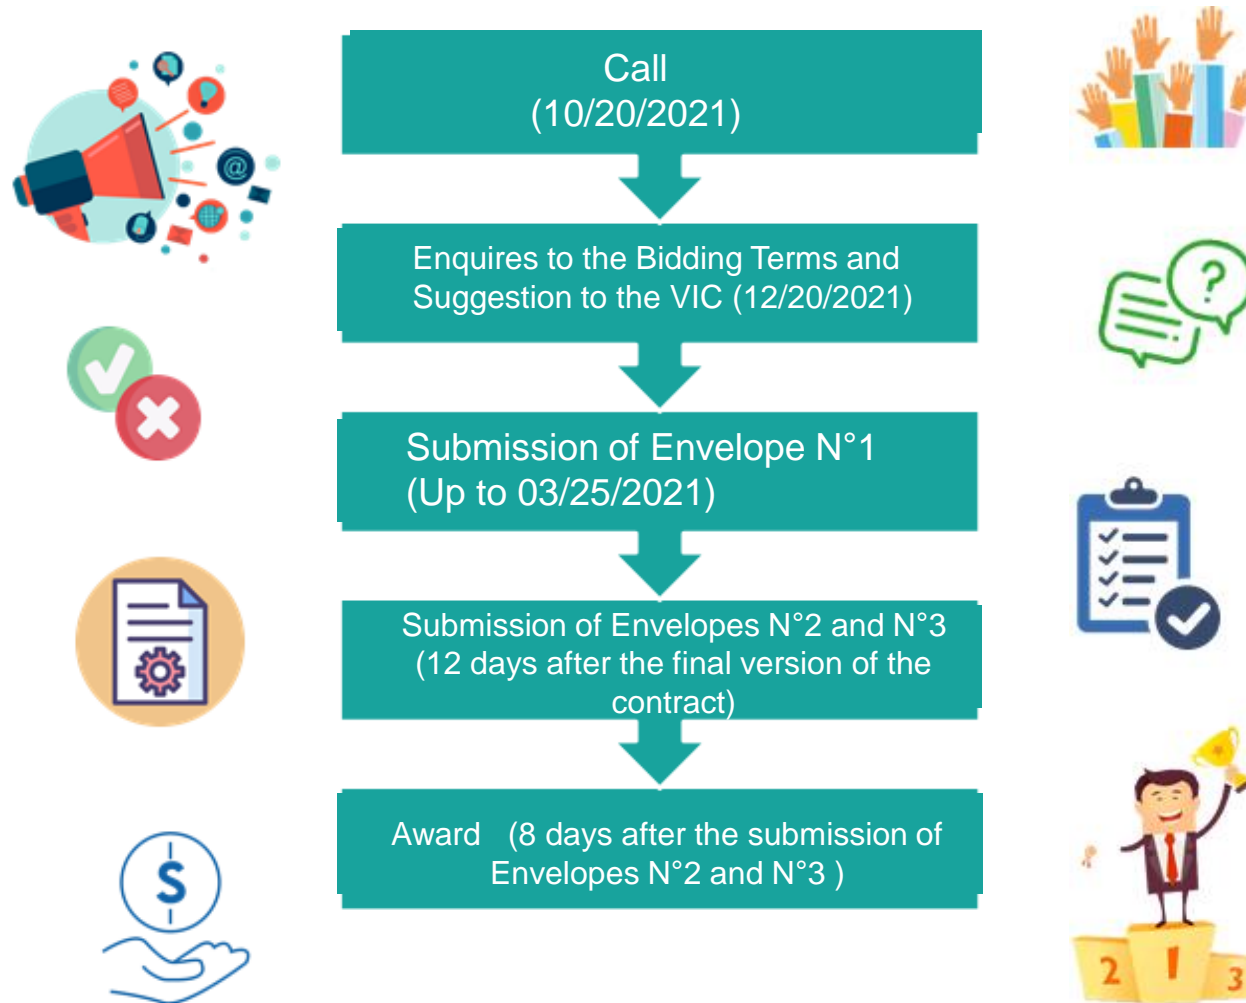 Call
(10/20/2021)
Enquires to the Bidding Terms and
Suggestion to the VIC (12/20/2021)
Submission of Envelope N°1
(Up to 03/25/2021)
Submission of Envelopes N°2 and N°3
(12 days after the final version of the
contract)
Award (8 days after the submission of
Envelopes N°2 and N°3 )
@
?
S
2 1 3